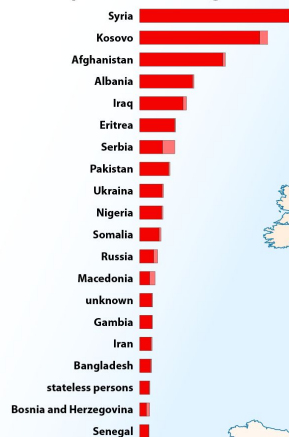 Syria
Kosovo
Afghanistan
Albania
Iraq
Eritrea
Serbia
Pakistan
Ukraina
Nigeria
Somalia
Russia
Macedonia
unknown
Gambia
Iran
Bangladesh
stateless persons
Bosnia and Herzegovina
Senegal